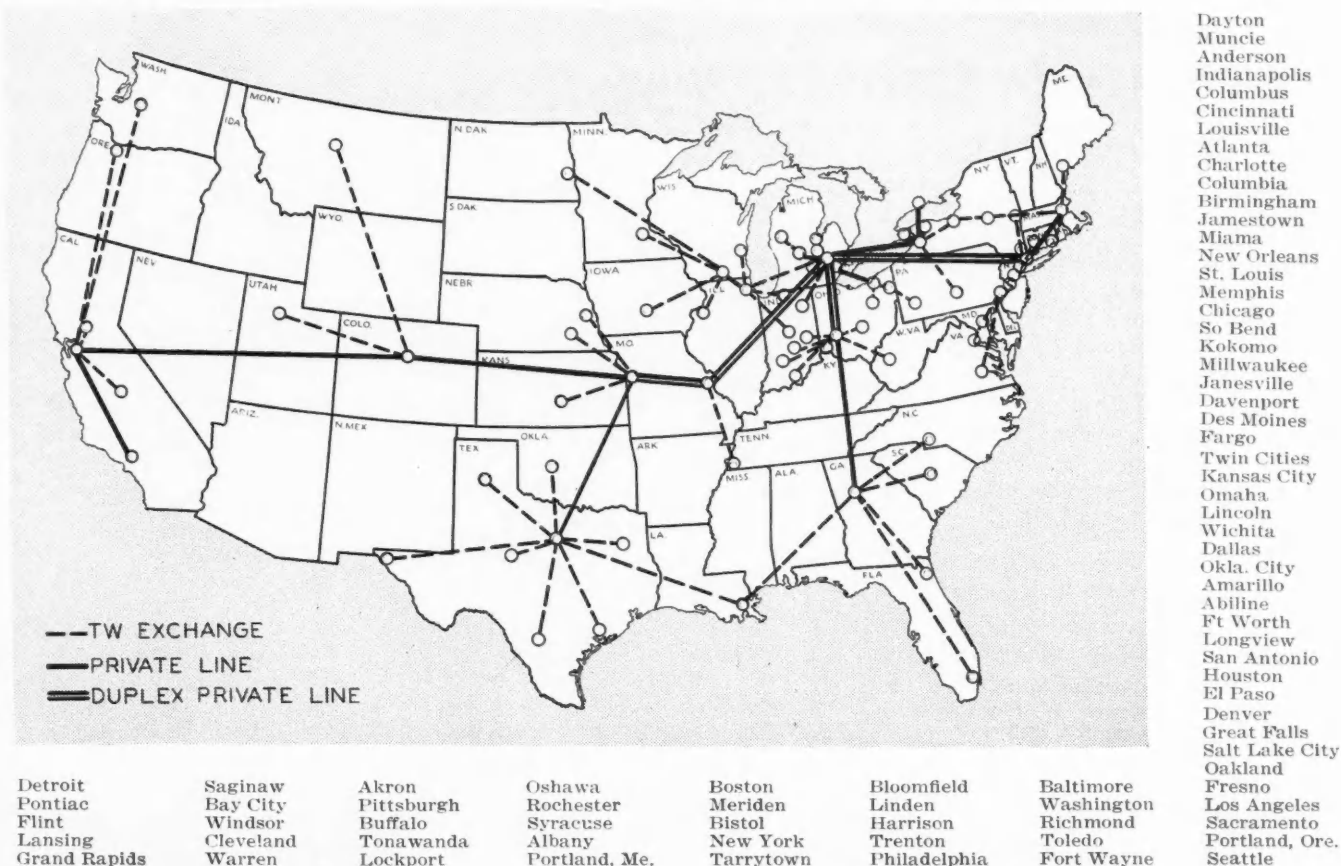 WASH.
MONT.
N.DAK
MINN.
ME.
ORE.
IDA.
WIS.
MICH
N.Y.
VT.
NH
S.DAK
WYO.
CAL
NEV.
UTAH
NEBR
IOWA
ILL
IND
OH
PA
MA
MD
COLO.
KANS
MO.
W.VA
VA
DEL
KY
ARIZ.
N.MEX
OKLA.
TEX
ARK
TENN.
N.C.
S.C.
MISS
ALA.
GA
LA.
FLA
TW EXCHANGE
PRIVATE LINE
DUPLEX PRIVATE LINE
Dayton
Muncie
Anderson
Indianapolis
Columbus
Cincinnati
Louisville
Atlanta
Charlotte
Columbia
Birmingham
Jamestown
Miama
New Orleans
St. Louis
Memphis
Chicago
So Bend
Kokomo
Millwaukee
Janesville
Davenport
Des Moines
Fargo
Twin Cities
Kansas City
Omaha
Lincoln
Wichita
Dallas
Okla. City
Amarillo
Abiline
Ft Worth
Longview
San Antonio
Houston
El Paso
Denver
Great Falls
Salt Lake City
Oakland
Fresno
Los Angeles
Sacramento
Portland, Ore.
Seattle
Detroit
Pontiac
Flint
Lansing
Grand Rapids
Saginaw
Bay City
Windsor
Cleveland
Warren
Akron
Pittsburgh
Buffalo
Tonawanda
Lockport
Oshawa
Rochester
Syracuse
Albany
Portland, Me.
Boston
Meriden
Bistol
New York
Tarrytown
Bloomfield
Linden
Harrison
Trenton
Philadelphia
Baltimore
Washington
Richmond
Toledo
Fort Wayne